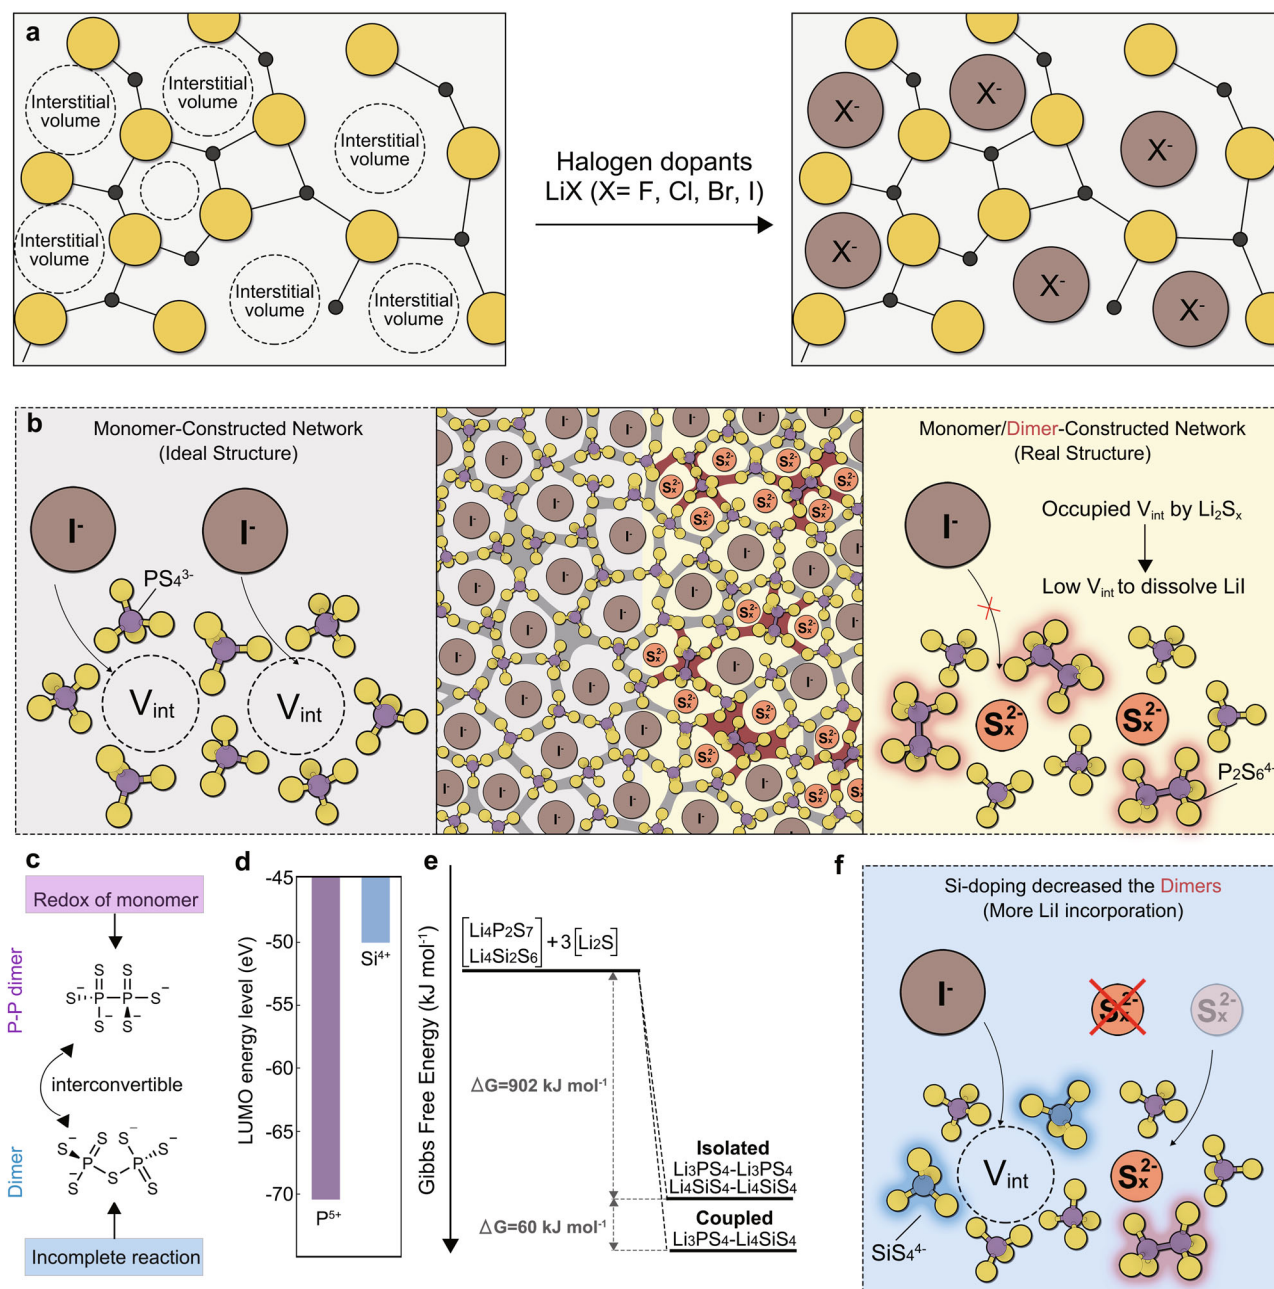 a
Interstitial
volume
Interstitial
volume
Interstitial
volume
Interstitial
volume
Interstitial
volume
Interstitial
volume
Halogen dopants
LiX (X= F, Cl, Br, I)
X-
X-
X-
X-
X-
X-
b
Monomer-Constructed Network
(Ideal Structure)
I-
I-
PS₄³⁻
Vint
Vint
I-
Sₓ²⁻
Monomer/Dimer-Constructed Network
(Real Structure)
I-
Occupied Vint by Li₂Sₓ
Low Vint to dissolve LiI
Sₓ²⁻
Sₓ²⁻
P₂S₆⁴⁻
c
Redox of monomer
P-P dimer
S S
S⁻ P P S⁻
S⁻ S⁻
interconvertible
Dimer
S⁻ S S⁻ S⁻
P P
S⁻ S S S
Incomplete reaction
d
LUMO energy level (eV)
-45
-50
-55
-60
-65
-70
Si⁴⁺
P⁵⁺
e
Gibbs Free Energy (kJ mol⁻¹)
[Li₄P₂S₇
Li₄Si₂S₆] + 3[Li₂S]
ΔG=902 kJ mol⁻¹
Isolated
Li₃PS₄-Li₃PS₄
Li₄SiS₄-Li₄SiS₄
ΔG=60 kJ mol⁻¹
Coupled
Li₃PS₄-Li₄SiS₄
f
Si-doping decreased the Dimers
(More LiI incorporation)
I-
Sₓ²⁻
Sₓ²⁻
Vint
Sₓ²⁻
SiS₄⁴⁻